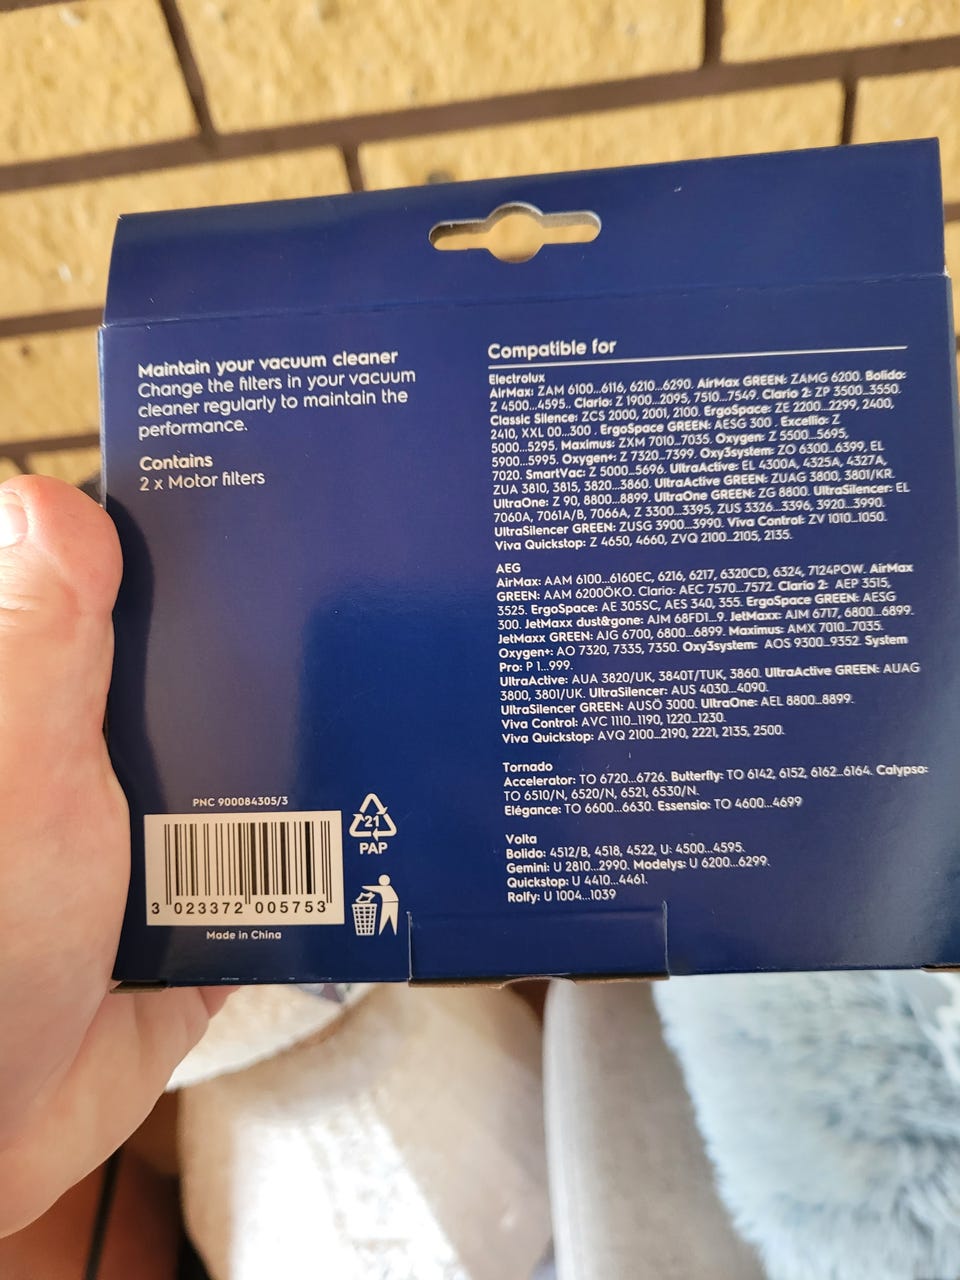 Maintain your vacuum cleaner
Change the filters in your vacuum
cleaner regularly to maintain the
performance.
Contains
2 x Motor filters
Compatible for
Electrolux
AirMax: ZAM 6100...6116, 6210...6290. AirMax GREEN: ZAMG 6200. Bolido:
Z 4500...4595.. Clario: Z 1900...2095, 7510...7549. Clario 2: ZP 3500...3550.
Classic Silence: ZCS 2000, 2001, 2100. ErgoSpace: ZE 2200...2299, 2400,
2410, XXL 00...300 . ErgoSpace GREEN: AESG 300 . Excellio: Z
5000...5295. Maximus: ZXM 7010...7035. Oxygen: Z 5500...5695,
5900...5995. Oxygen+: Z 7320...7399. Oxy3system: ZO 6300...6399, EL
7020. SmartVac: Z 5000...5696. UltraActive: EL 4300A, 4325A, 4327A,
ZUA 3810, 3815, 3820...3860. UltraActive GREEN: ZUAG 3800, 3801/KR.
UltraOne: Z 90, 8800...8899. UltraOne GREEN: ZG 8800. UltraSilencer: EL
7060A, 7061A/B, 7066A, Z 3300...3395, ZUS 3326...3396, 3920...3990.
UltraSilencer GREEN: ZUSG 3900...3990. Viva Control: ZV 1010...1050.
Viva Quickstop: Z 4650, 4660, ZVQ 2100...2105, 2135.
AEG
AirMax: AAM 6100...6160EC, 6216, 6217, 6320CD, 6324, 7124POW. AirMax
GREEN: AAM 6200ÖKO. Clario: AEC 7570...7572. Clario 2: AEP 3515,
3525. ErgoSpace: AE 305SC, AES 340, 355. ErgoSpace GREEN: AESG
300. JetMaxx dust&gone: AJM 68FD1...9. JetMaxx: AJM 6717, 6800...6899.
JetMaxx GREEN: AJG 6700, 6800...6899. Maximus: AMX 7010...7035.
Oxygen+: AO 7320, 7335, 7350. Oxy3system: AOS 9300...9352. System
Pro: P 1...999.
UltraActive: AUA 3820/UK, 3840T/TUK, 3860. UltraActive GREEN: AUAG
3800, 3801/UK. UltraSilencer: AUS 4030...4090.
UltraSilencer GREEN: AUSÖ 3000. UltraOne: AEL 8800...8899.
Viva Control: AVC 1110...1190, 1220...1230.
Viva Quickstop: AVQ 2100...2190, 2221, 2135, 2500.
Tornado
Accelerator: TO 6720...6726. Butterfly: TO 6142, 6152, 6162...6164. Calypso:
TO 6510/N, 6520/N, 6521, 6530/N.
Elégance: TO 6600...6630. Essensio: TO 4600...4699
Volta
Bolido: 4512/B, 4518, 4522, U: 4500...4595.
Gemini: U 2810...2990. Modelys: U 6200...6299.
Quickstop: U 4410...4461.
Rolfy: U 1004...1039
PNC 900084305/3
21
PAP
3 023372 005753
Made in China